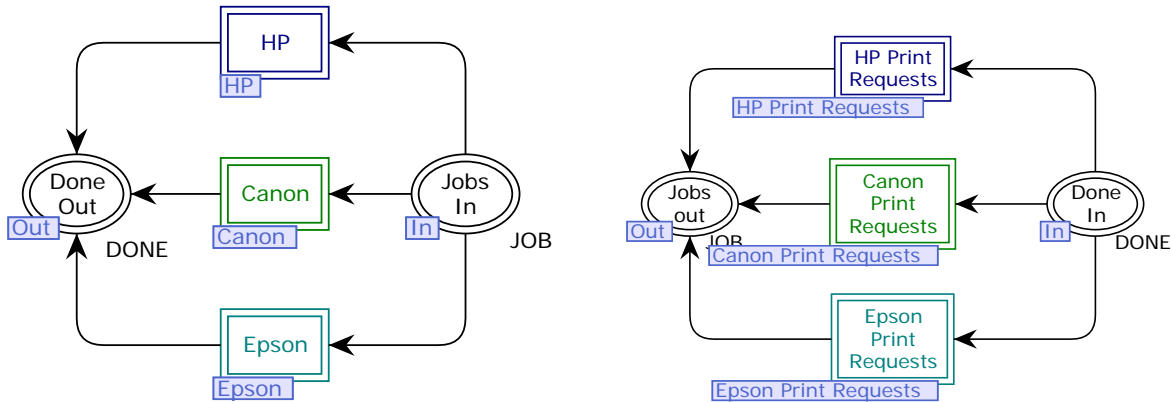 HP
HP
Done
Out
Out
DONE
Canon
Canon
Jobs
In
In
JOB
Epson
Epson
HP Print
Requests
HP Print Requests
Jobs
out
Out
JOB
Canon
Print
Requests
Canon Print Requests
Done
In
In
DONE
Epson
Print
Requests
Epson Print Requests